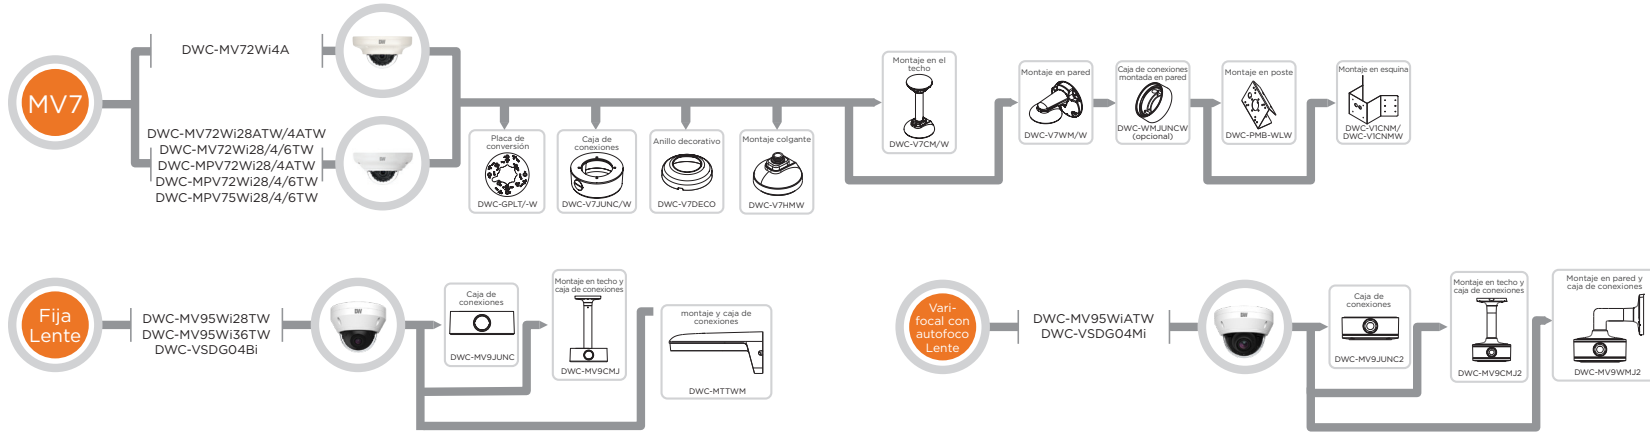 MV7
DWC-MV72Wi4A
DWC-MV72Wi28ATW/4ATW
DWC-MV72Wi28/4/6TW
DWC-MPV72Wi28/4ATW
DWC-MPV72Wi28/4/6TW
DWC-MPV75Wi28/4/6TW
Placa de
conversión
DWC-GPLT/-W
Caja de
conexiones
DWC-V7JUNC/W
Anillo decorativo
DWC-V7DECO
Montaje colgante
DWC-V7HMW
Montaje en el
techo
DWC-V7CM/W
Montaje en pared
DWC-V7WM/W
Caja de conexiones
montada en pared
DWC-WMJUNCW
(opcional)
Montaje en poste
DWC-PMB-WLW
Montaje en esquina
DWC-V1CNM/
DWC-V1CNMW
Fija
Lente
DWC-MV95Wi28TW
DWC-MV95Wi36TW
DWC-VSDG04Bi
Caja de
conexiones
DWC-MV9JUNC
Montaje en techo y
caja de conexiones
DWC-MV9CMJ
montaje y caja de
conexiones
DWC-MTTWM
Vari-
focal con
autofoco
Lente
DWC-MV95WiATW
DWC-VSDG04Mi
Caja de
conexiones
DWC-MV9JUNC2
Montaje en techo y
caja de conexiones
DWC-MV9CMJ2
Montaje en pared y
caja de conexiones
DWC-MV9WMJ2